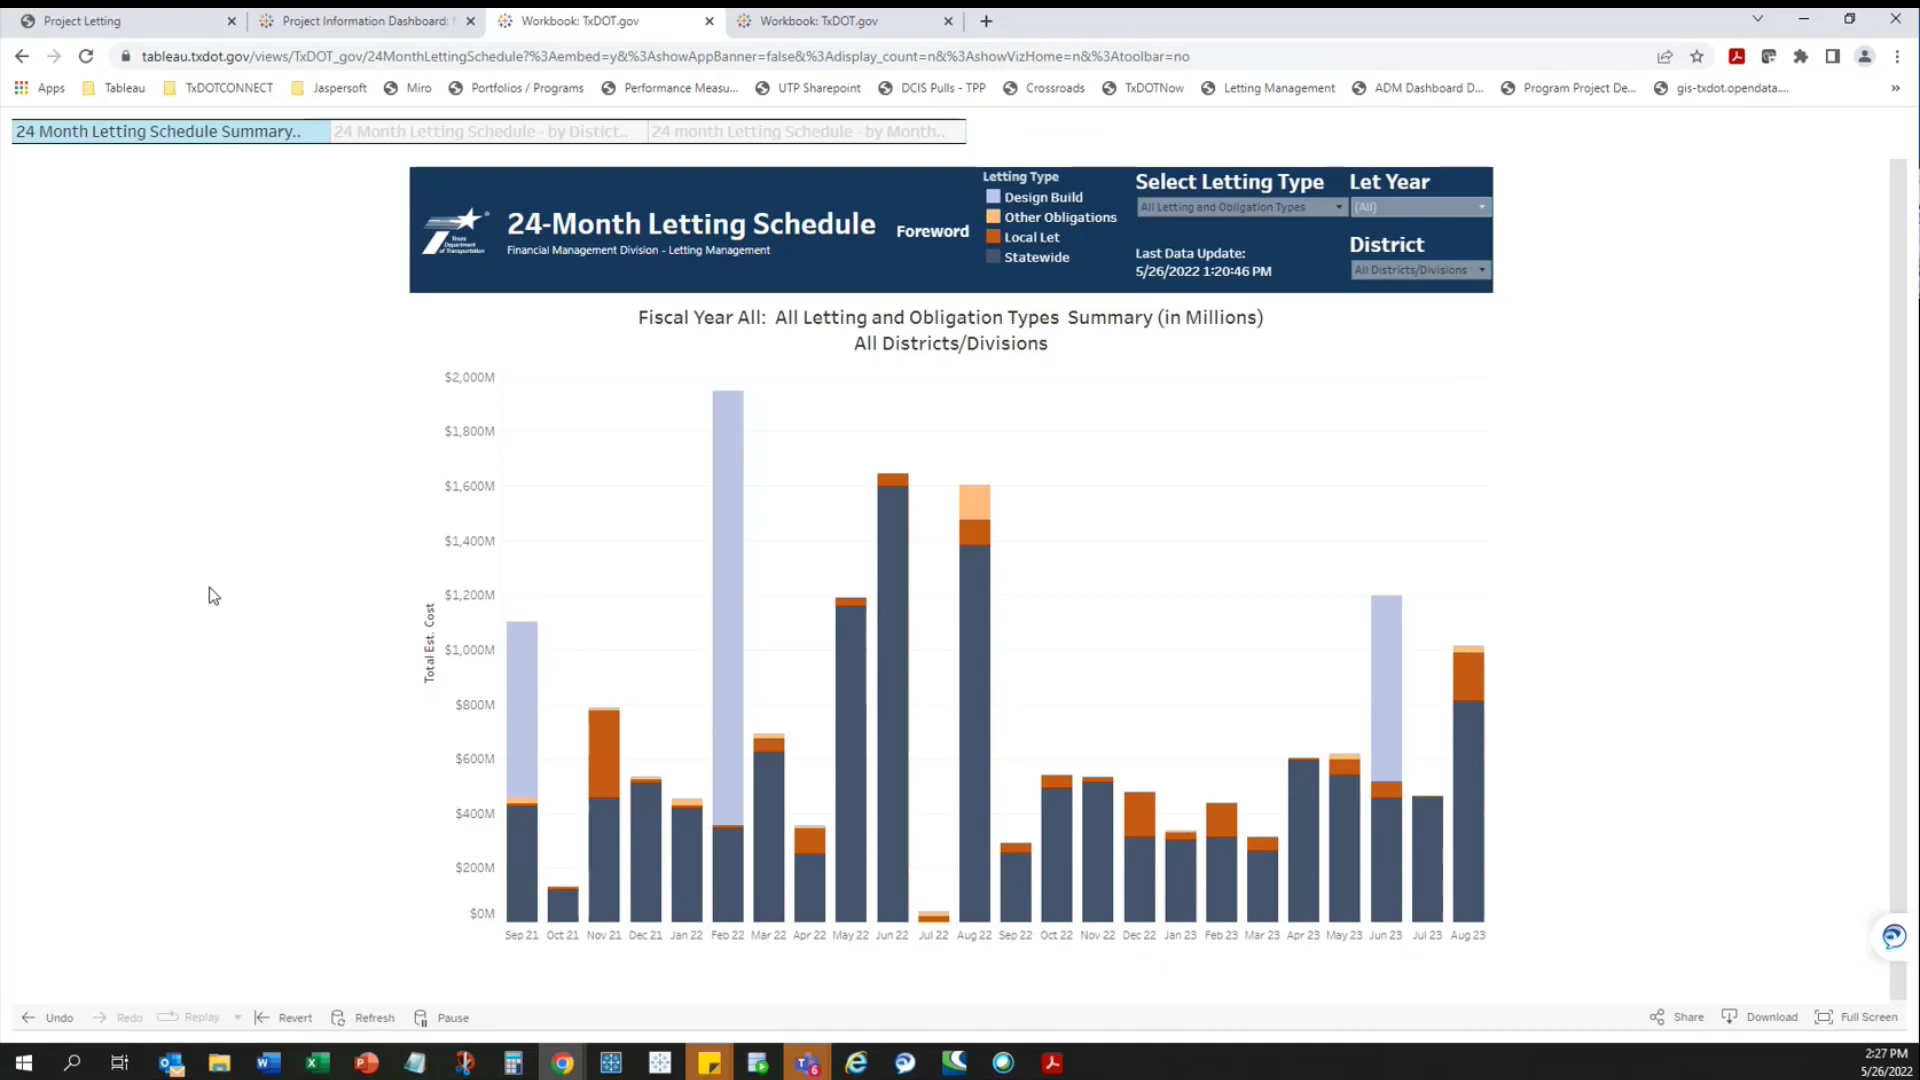 Project Letting
Project Information Dashboard:
Workbook: TxDOT.gov
Workbook: TxDOT.gov
tableau.txdot.gov/views/TxDOT_gov/24MonthLettingSchedule?%3Aembed=y&%3AshowAppBanner=false&%3Adisplay_count=n&%3AshowVizHome=n&%3Atoolbar=no
Apps Tableau TxDOTCONNECT Jaspersoft Miro Portfolios / Programs Performance Measu... UTP Sharepoint DCIS Pulls - TPP Crossroads TxDOTNow Letting Management ADM Dashboard D... Program Project De... gis-txdot.opendata.... »
24 Month Letting Schedule Summary.. 24 Month Letting Schedule - by Distict.. 24 month Letting Schedule - by Month..
Texas
Department
of Transportation
24-Month Letting Schedule
Financial Management Division - Letting Management
Foreword
Letting Type
Design Build
Other Obligations
Local Let
Statewide
Select Letting Type
All Letting and Obligation Types
Last Data Update:
5/26/2022 1:20:46 PM
Let Year
(All)
District
All Districts/Divisions
Fiscal Year All: All Letting and Obligation Types Summary (in Millions)
All Districts/Divisions
Total Est. Cost
$2,000M
$1,800M
$1,600M
$1,400M
$1,200M
$1,000M
$800M
$600M
$400M
$200M
$0M
Sep 21 Oct 21 Nov 21 Dec 21 Jan 22 Feb 22 Mar 22 Apr 22 May 22 Jun 22 Jul 22 Aug 22 Sep 22 Oct 22 Nov 22 Dec 22 Jan 23 Feb 23 Mar 23 Apr 23 May 23 Jun 23 Jul 23 Aug 23
Undo Redo Replay Revert Refresh Pause Share Download Full Screen
2:27 PM
5/26/2022